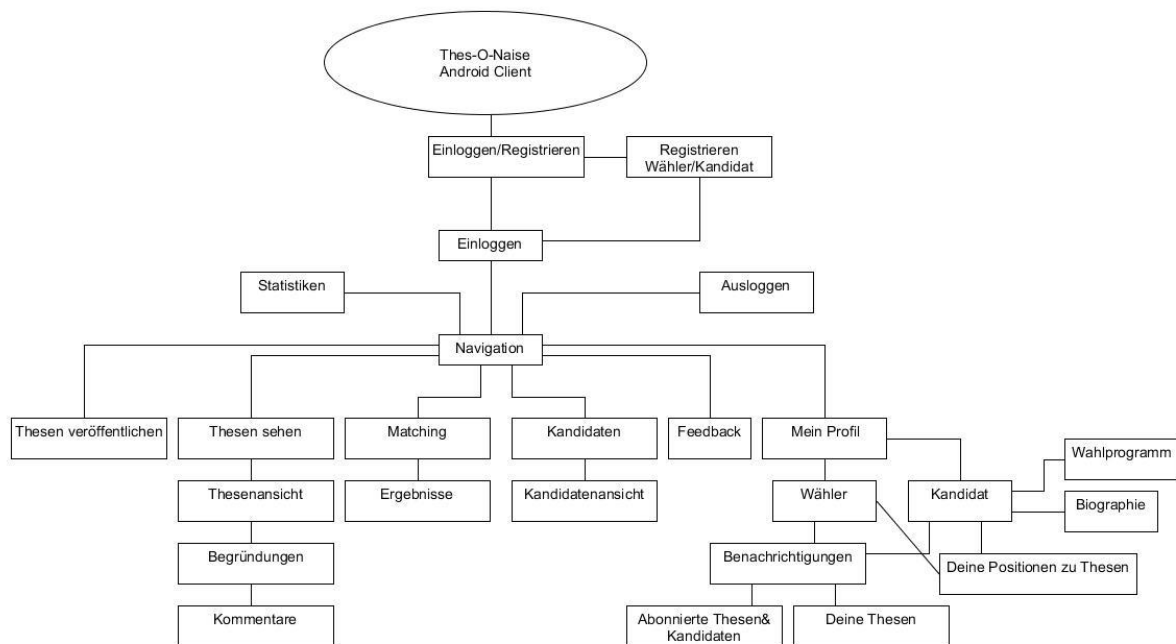 Thes-O-Naise
Android Client
Einloggen/Registrieren
Registrieren
Wähler/Kandidat
Einloggen
Statistiken
Ausloggen
Navigation
Thesen veröffentlichen
Thesen sehen
Matching
Kandidaten
Feedback
Mein Profil
Wahlprogramm
Thesenansicht
Ergebnisse
Kandidatenansicht
Wähler
Kandidat
Biographie
Begründungen
Benachrichtigungen
Deine Positionen zu Thesen
Kommentare
Abonnierte Thesen&
Kandidaten
Deine Thesen